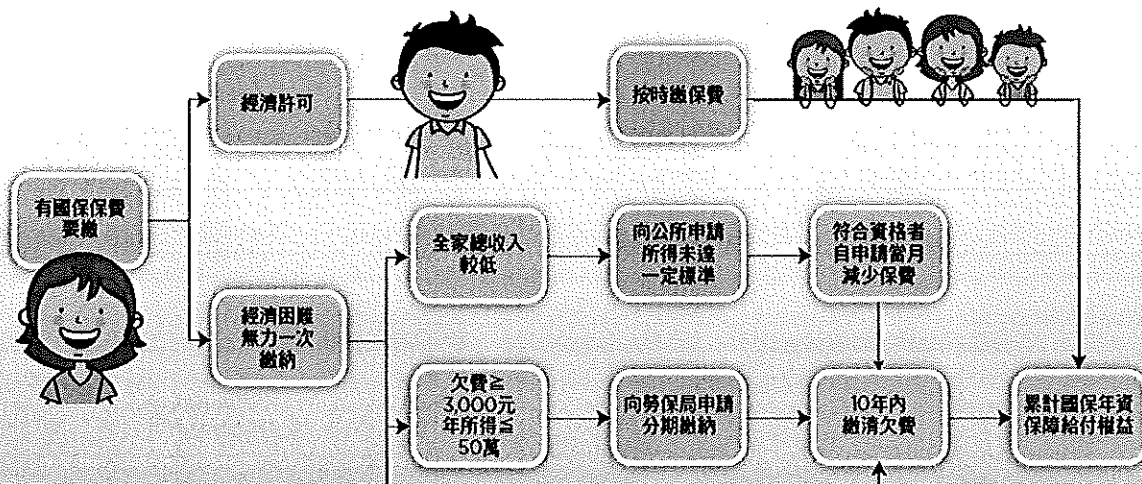 經濟許可
按時繳保費
有國保保費
要繳
全家總收入
較低
向公所申請
所得未達
一定標準
符合資格者
自申請當月
減少保費
經濟困難
無力一次
繳納
欠費≧
3,000元
年所得≦
50萬
向勞保局申請
分期繳納
10年內
繳清欠費
累計國保年資
保障給付權益